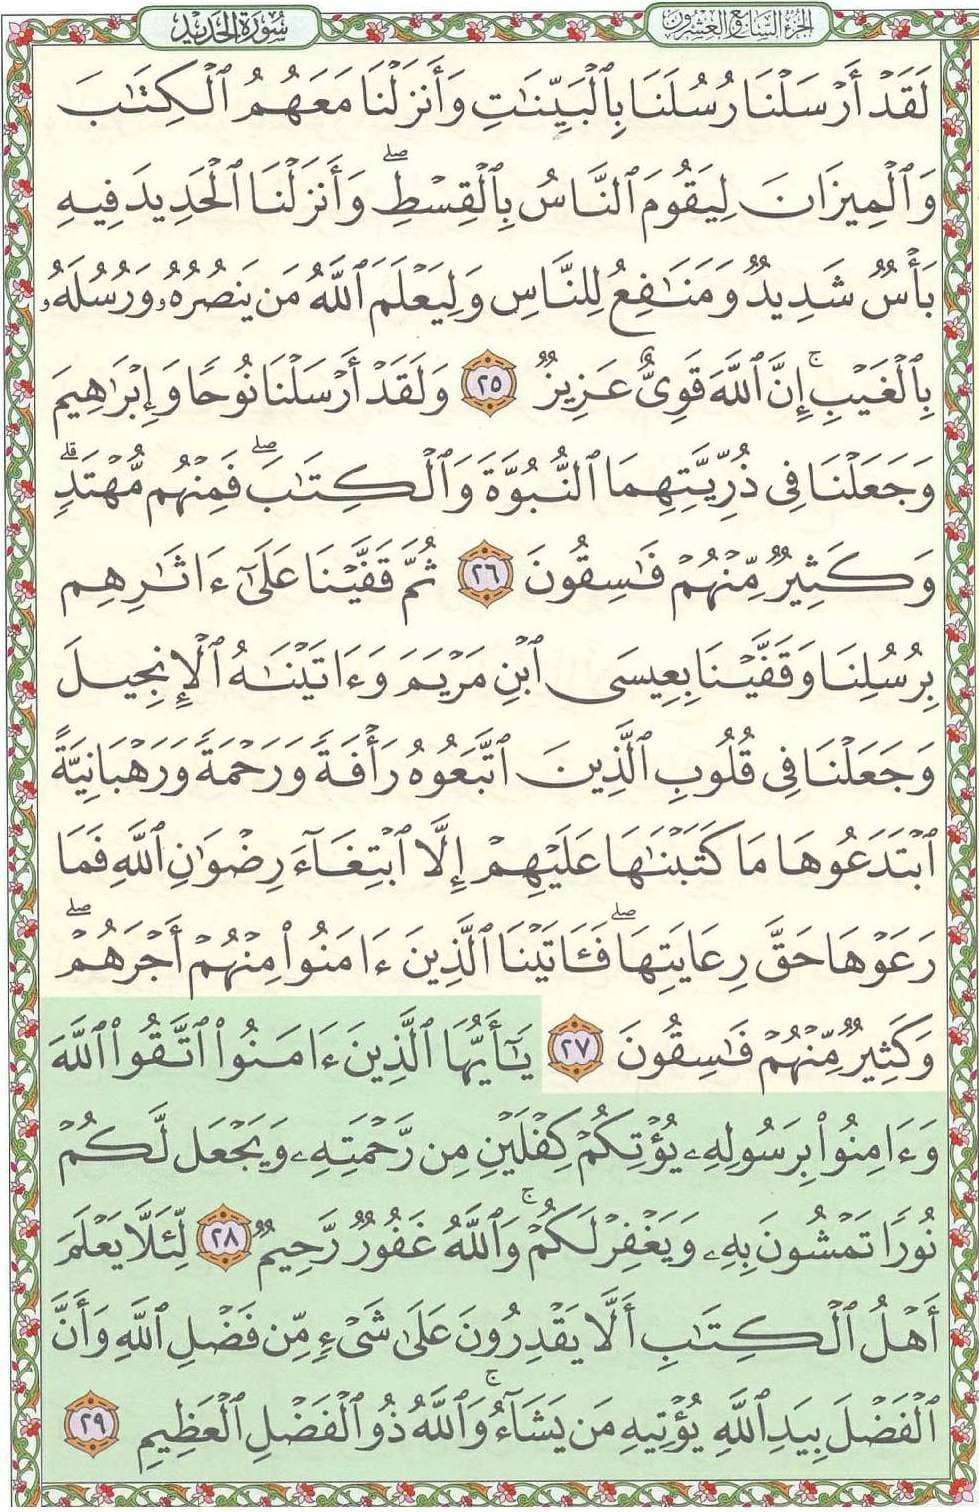 سُورَةُ الحَدِيدِ
الجزء السابع والعشرون
لَقَدۡ أَرۡسَلۡنَا رُسُلَنَا بِٱلۡبَيِّنَٰتِ وَأَنزَلۡنَا مَعَهُمُ ٱلۡكِتَٰبَ
وَٱلۡمِيزَانَ لِيَقُومَ ٱلنَّاسُ بِٱلۡقِسۡطِۖ وَأَنزَلۡنَا ٱلۡحَدِيدَ فِيهِ
بَأۡسٞ شَدِيدٞ وَمَنَٰفِعُ لِلنَّاسِ وَلِيَعۡلَمَ ٱللَّهُ مَن يَنصُرُهُۥ وَرُسُلَهُۥ
بِٱلۡغَيۡبِۚ إِنَّ ٱللَّهَ قَوِيٌّ عَزِيزٞ ٢٥ وَلَقَدۡ أَرۡسَلۡنَا نُوحٗا وَإِبۡرَٰهِيمَ
وَجَعَلۡنَا فِي ذُرِّيَّتِهِمَا ٱلنُّبُوَّةَ وَٱلۡكِتَٰبَۖ فَمِنۡهُم مُّهۡتَدٖۖ
وَكَثِيرٞ مِّنۡهُمۡ فَٰسِقُونَ ٢٦ ثُمَّ قَفَّيۡنَا عَلَىٰٓ ءَاثَٰرِهِم
بِرُسُلِنَا وَقَفَّيۡنَا بِعِيسَى ٱبۡنِ مَرۡيَمَ وَءَاتَيۡنَٰهُ ٱلۡإِنجِيلَ
وَجَعَلۡنَا فِي قُلُوبِ ٱلَّذِينَ ٱتَّبَعُوهُ رَأۡفَةٗ وَرَحۡمَةٗ وَرَهۡبَانِيَّةً
ٱبۡتَدَعُوهَا مَا كَتَبۡنَٰهَا عَلَيۡهِمۡ إِلَّا ٱبۡتِغَآءَ رِضۡوَٰنِ ٱللَّهِ فَمَا
رَعَوۡهَا حَقَّ رِعَايَتِهَاۖ فَـَٔاتَيۡنَا ٱلَّذِينَ ءَامَنُواْ مِنۡهُمۡ أَجۡرَهُمۡۖ
وَكَثِيرٞ مِّنۡهُمۡ فَٰسِقُونَ ٢٧ يَٰٓأَيُّهَا ٱلَّذِينَ ءَامَنُواْ ٱتَّقُواْ ٱللَّهَ
وَءَامِنُواْ بِرَسُولِهِۦ يُؤۡتِكُمۡ كِفۡلَيۡنِ مِن رَّحۡمَتِهِۦ وَيَجۡعَل لَّكُمۡ
نُورٗا تَمۡشُونَ بِهِۦ وَيَغۡفِرۡ لَكُمۡۚ وَٱللَّهُ غَفُورٞ رَّحِيمٞ ٢٨ لِّئَلَّا يَعۡلَمَ
أَهۡلُ ٱلۡكِتَٰبِ أَلَّا يَقۡدِرُونَ عَلَىٰ شَيۡءٖ مِّن فَضۡلِ ٱللَّهِ وَأَنَّ
ٱلۡفَضۡلَ بِيَدِ ٱللَّهِ يُؤۡتِيهِ مَن يَشَآءُۚ وَٱللَّهُ ذُو ٱلۡفَضۡلِ ٱلۡعَظِيمِ ٢٩